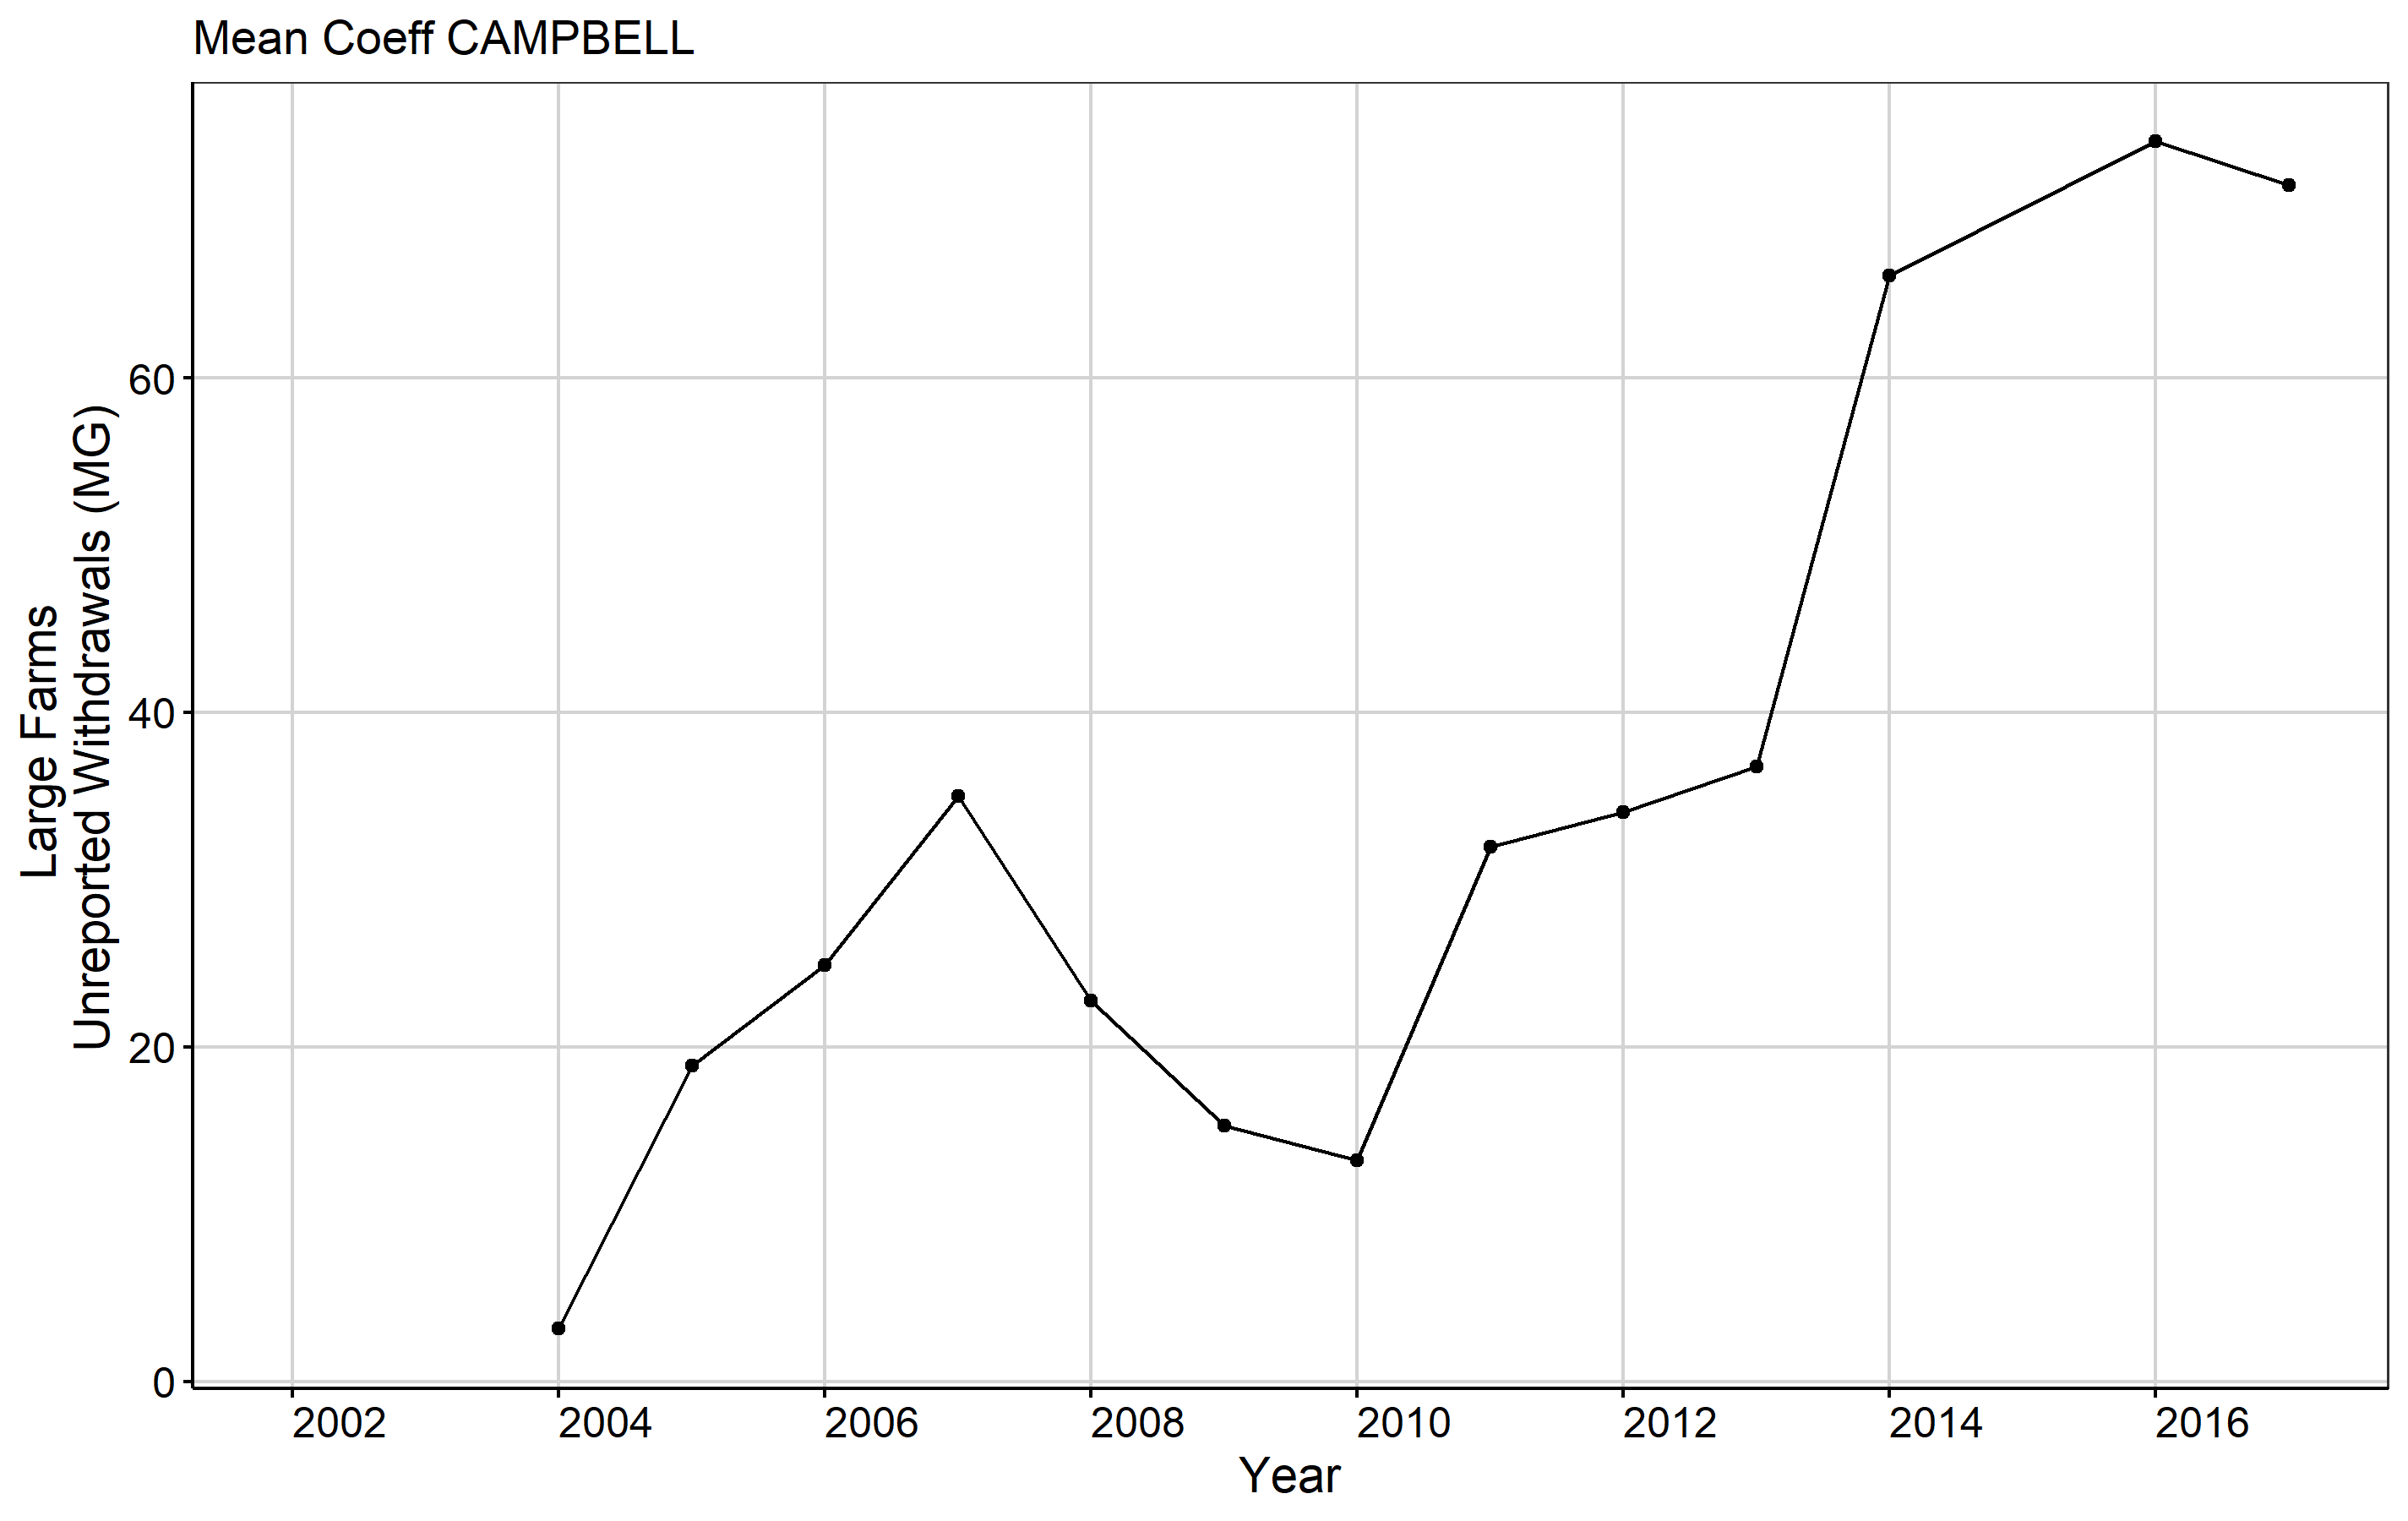 Mean Coeff CAMPBELL
Large Farms
Unreported Withdrawals (MG)
60
40
20
0
2002 2004 2006 2008 2010 2012 2014 2016
Year